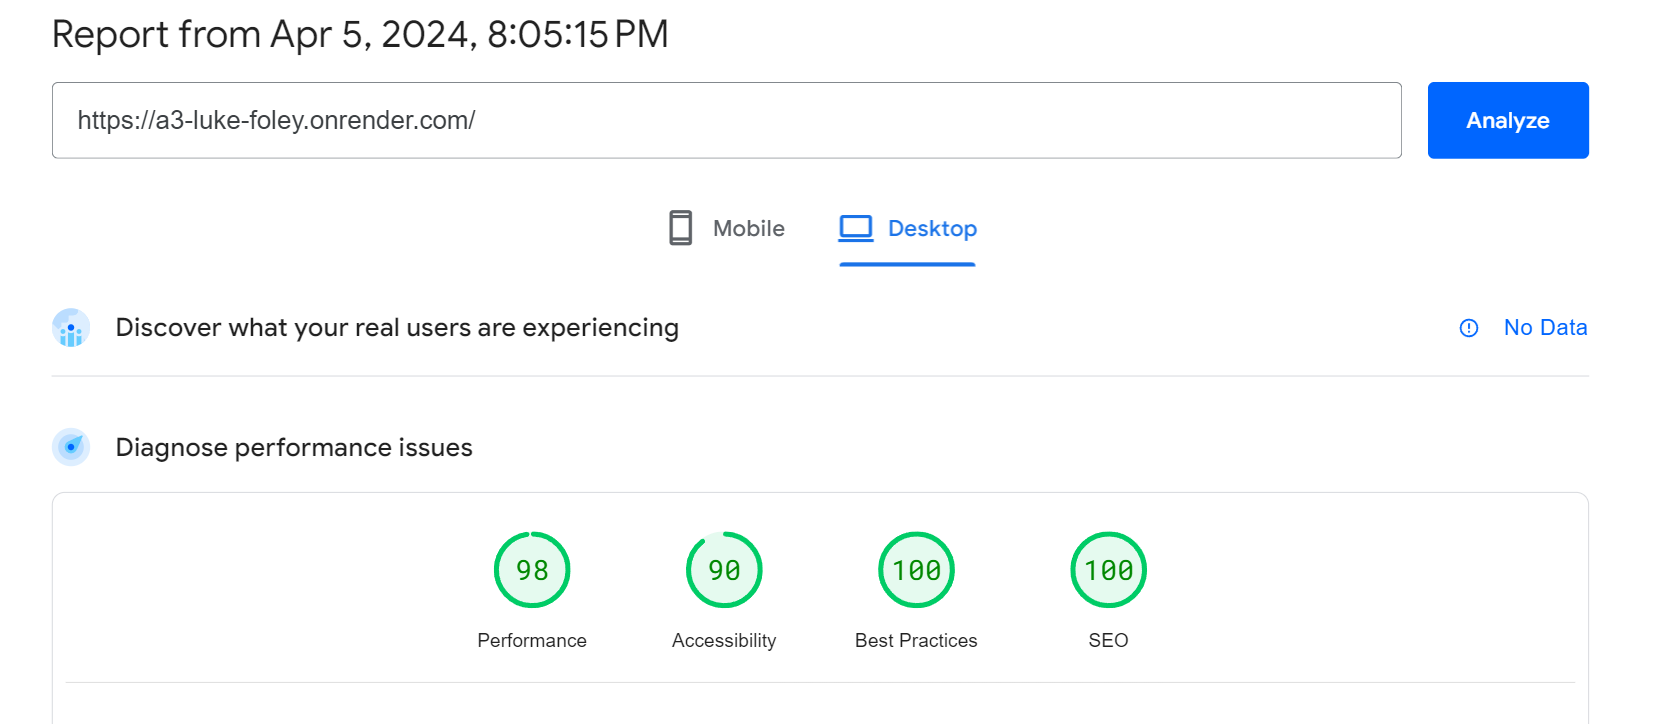 Report from Apr 5, 2024, 8:05:15 PM
https://a3-luke-foley.onrender.com/
Analyze
Mobile
Desktop
Discover what your real users are experiencing
No Data
Diagnose performance issues
98
90
100
100
Performance
Accessibility
Best Practices
SEO